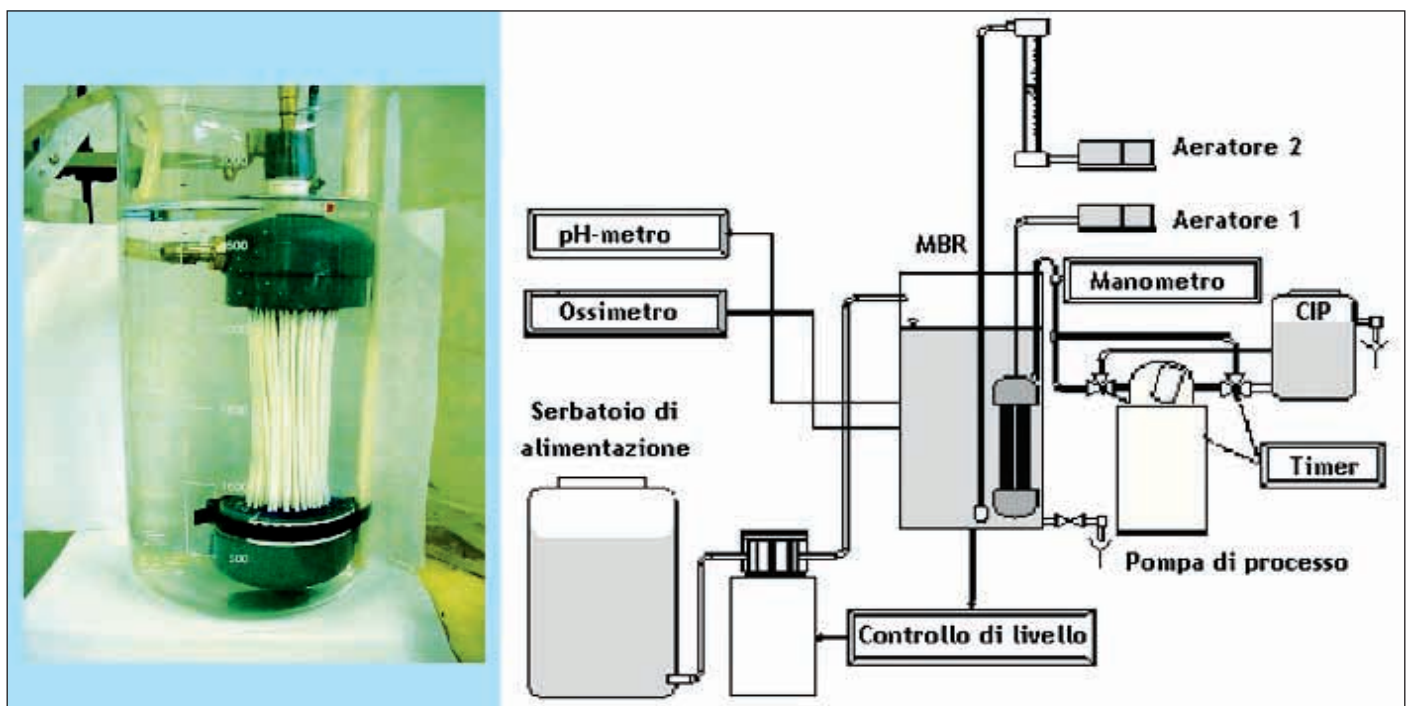 Aeratore 2
Aeratore 1
pH-metro
MBR
Manometro
Ossimetro
CIP
Serbatoio di
alimentazione
Timer
Pompa di processo
Controllo di livello
500